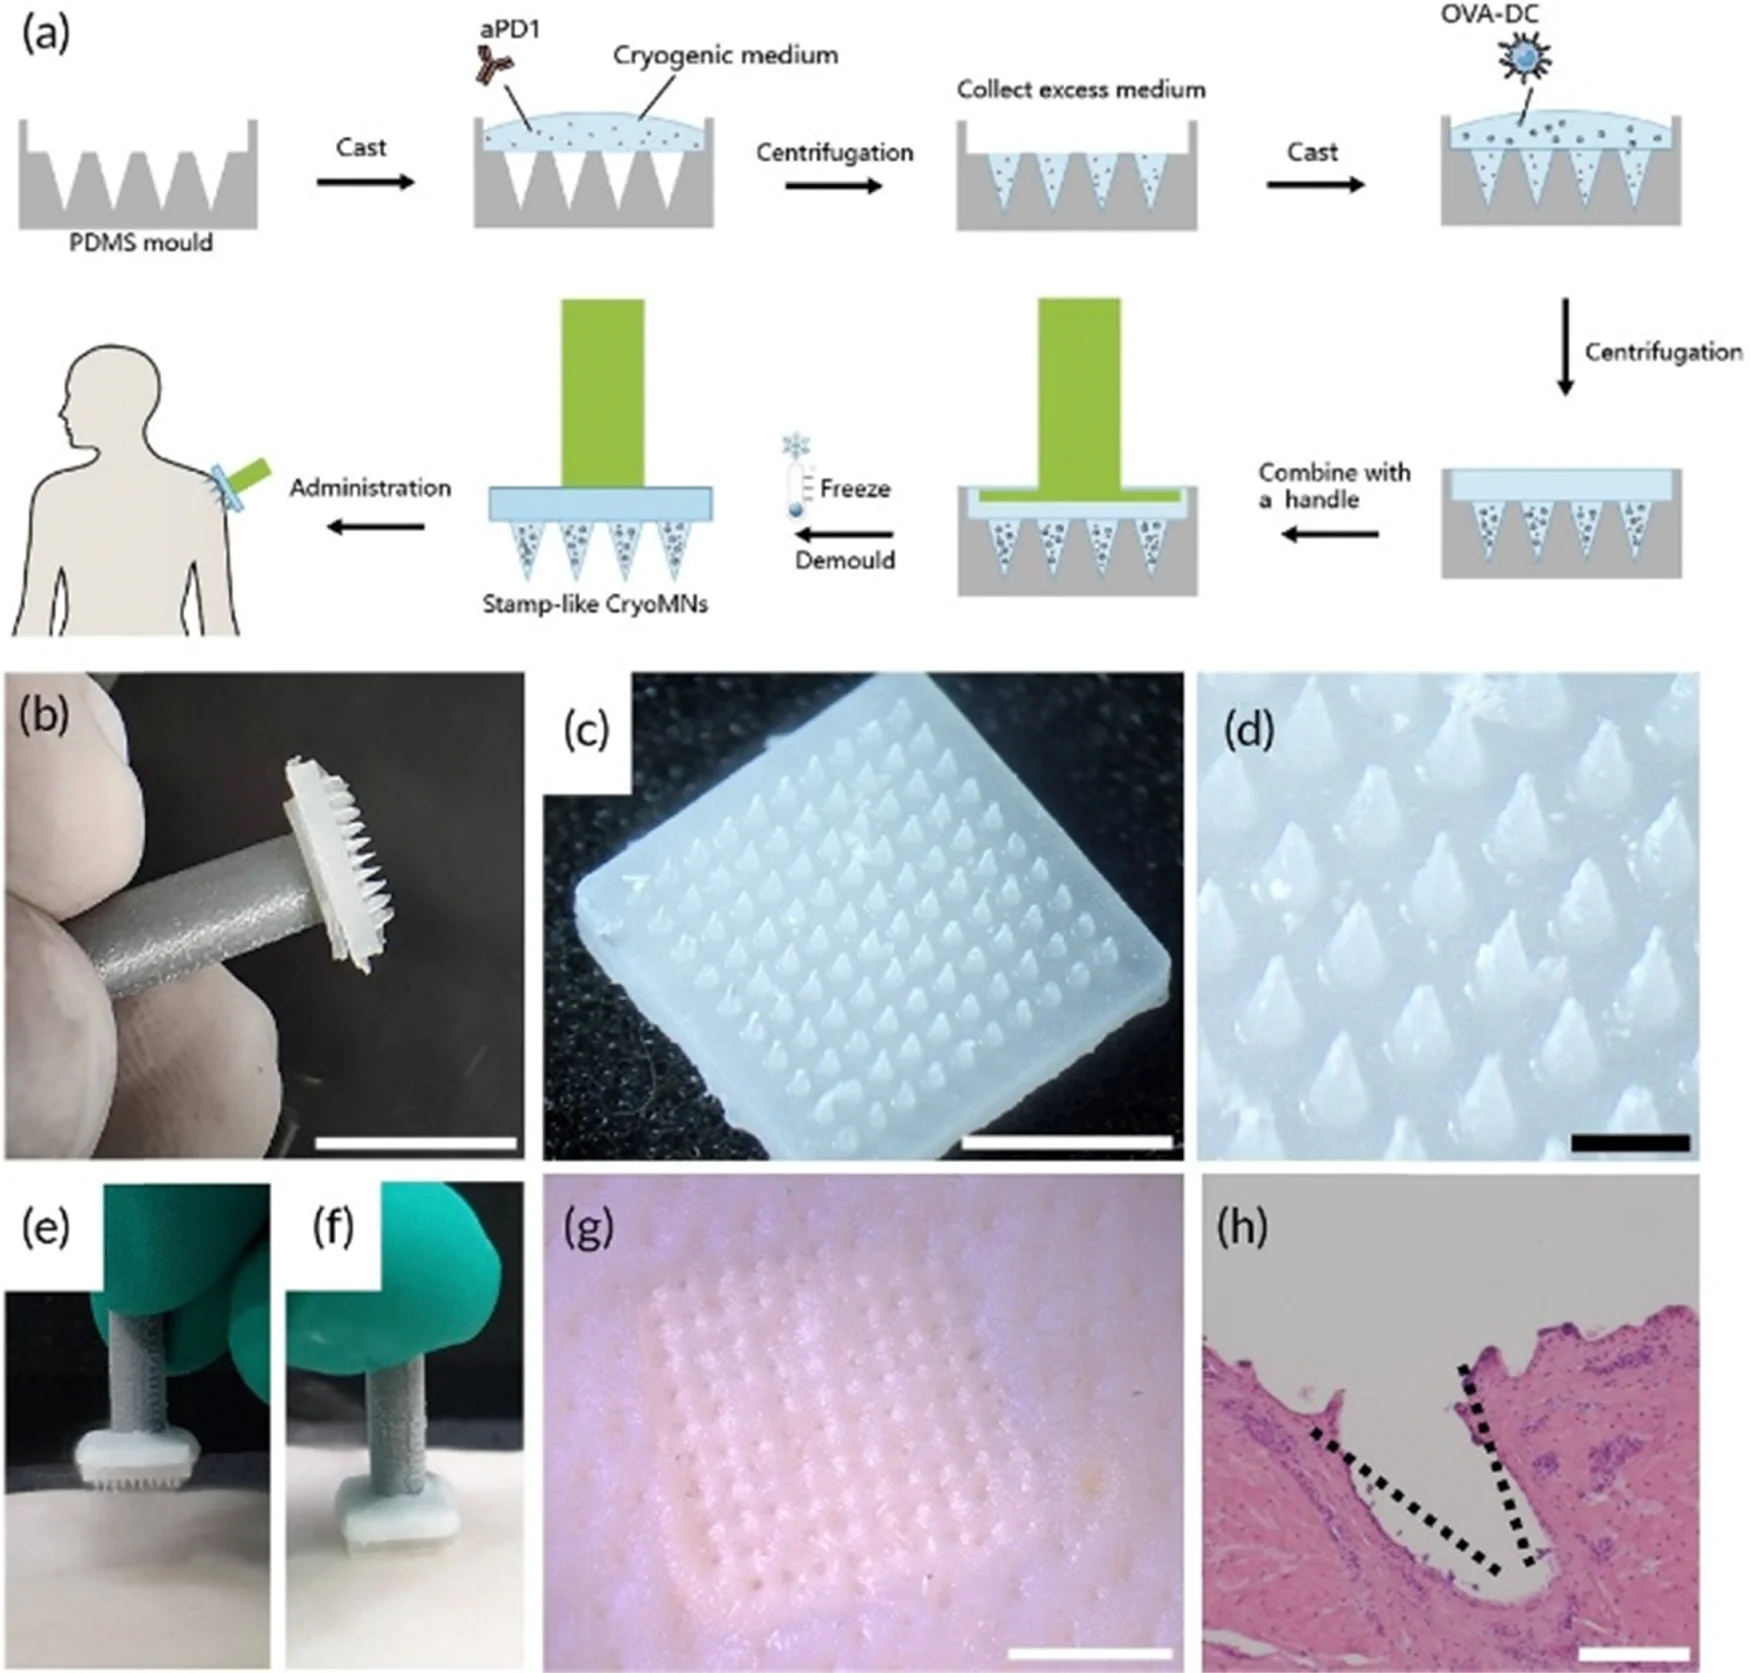 (a)
aPD1
Cryogenic medium
OVA-DC
Collect excess medium
Cast
Centrifugation
Cast
PDMS mould
Centrifugation
Combine with
a handle
Freeze
Demould
Administration
Stamp-like CryoMNs
(b)
(c)
(d)
(e)
(f)
(g)
(h)